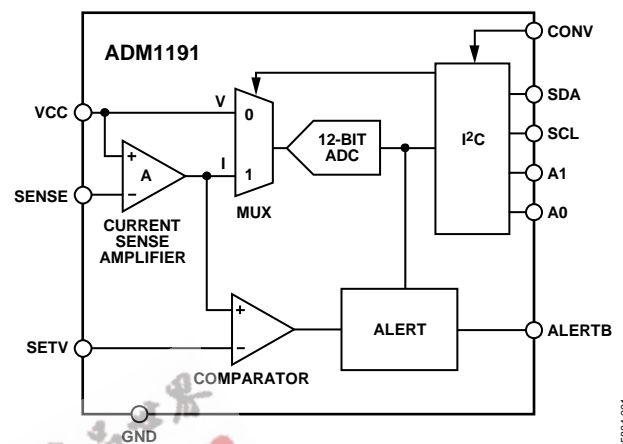 ADM1191
CONV
VCC
V
0
I
1
MUX
12-BIT
ADC
I²C
SDA
SCL
A1
A0
+
A
−
SENSE
CURRENT
SENSE
AMPLIFIER
SETV
+
−
COMPARATOR
ALERT
ALERTB
GND